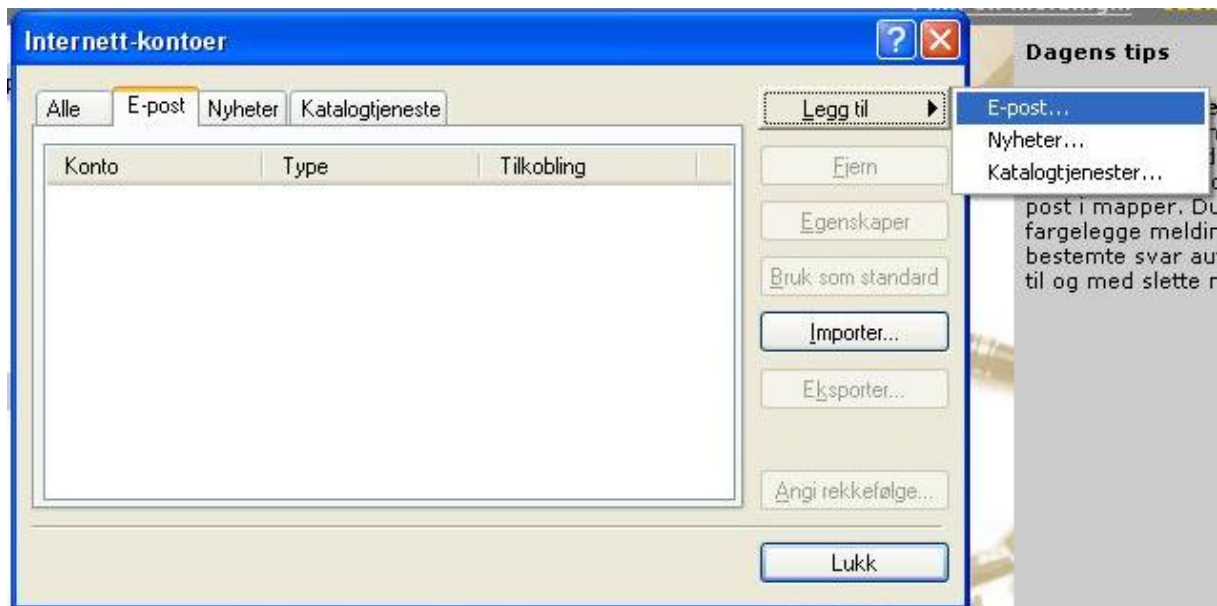 Internett-kontoer
Dagens tips
Alle E-post Nyheter Katalogtjeneste
Legg til
E-post...
Nyheter...
Katalogtjenester...
Konto Type Tilkobling
Fjern
Egenskaper
Bruk som standard
Importer...
Eksporter...
Angi rekkefølge...
Lukk
post i mapper. Du
fargelegge meldin
bestemte svar au
til og med slette